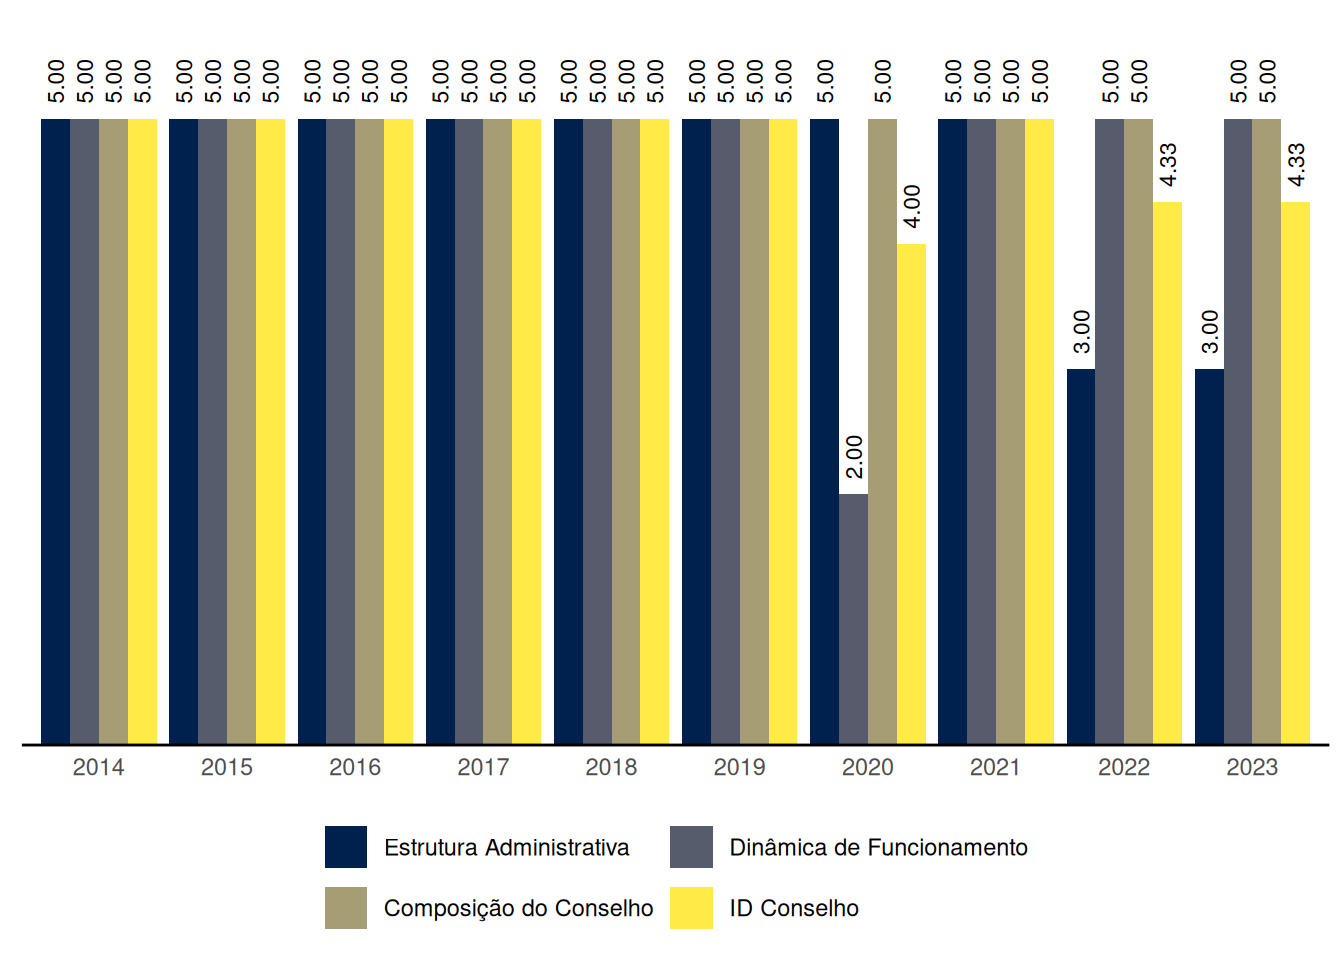 5.00 5.00 5.00 5.00 5.00 5.00 5.00 5.00 5.00 5.00 5.00 5.00 5.00 5.00 5.00 5.00 5.00 5.00 5.00 5.00 5.00 5.00 5.00 5.00 5.00 5.00 5.00 5.00 5.00 5.00 5.00 5.00 5.00 5.00
4.33 4.33
4.00
3.00 3.00
2.00
2014 2015 2016 2017 2018 2019 2020 2021 2022 2023
Estrutura Administrativa Dinâmica de Funcionamento
Composição do Conselho ID Conselho